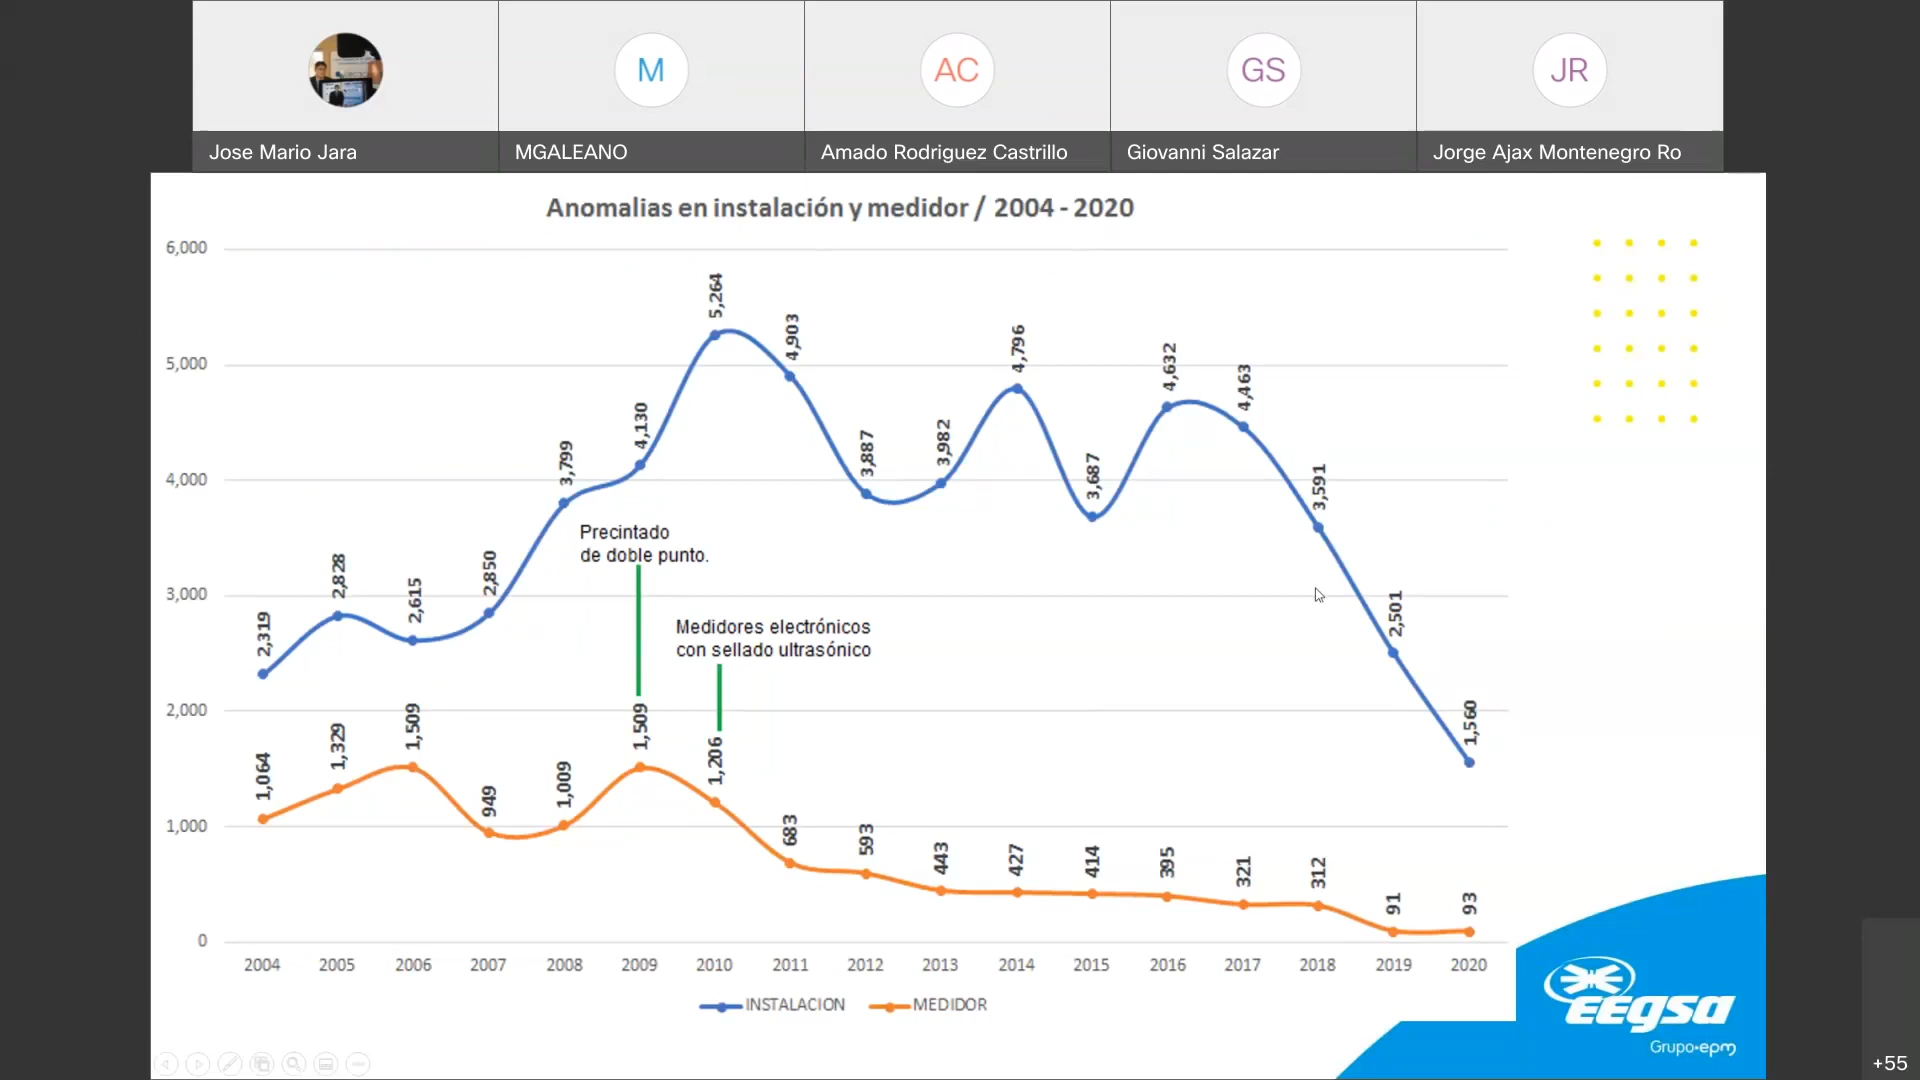 M
AC
GS
JR
Jose Mario Jara
MGALEANO
Amado Rodriguez Castrillo
Giovanni Salazar
Jorge Ajax Montenegro Ro
Anomalias en instalación y medidor / 2004 - 2020
6,000
5,000
4,000
3,000
2,000
1,000
0
2,319
2,828
2,615
2,850
3,799
4,130
5,264
4,903
3,887
3,982
4,796
3,687
4,632
4,463
3,591
2,501
1,560
Precintado
de doble punto.
Medidores electrónicos
con sellado ultrasónico
1,064
1,329
1,509
949
1,009
1,509
1,206
683
593
443
427
414
395
321
312
91
93
2004 2005 2006 2007 2008 2009 2010 2011 2012 2013 2014 2015 2016 2017 2018 2019 2020
INSTALACION MEDIDOR
eegsa
Grupo•epm
+55